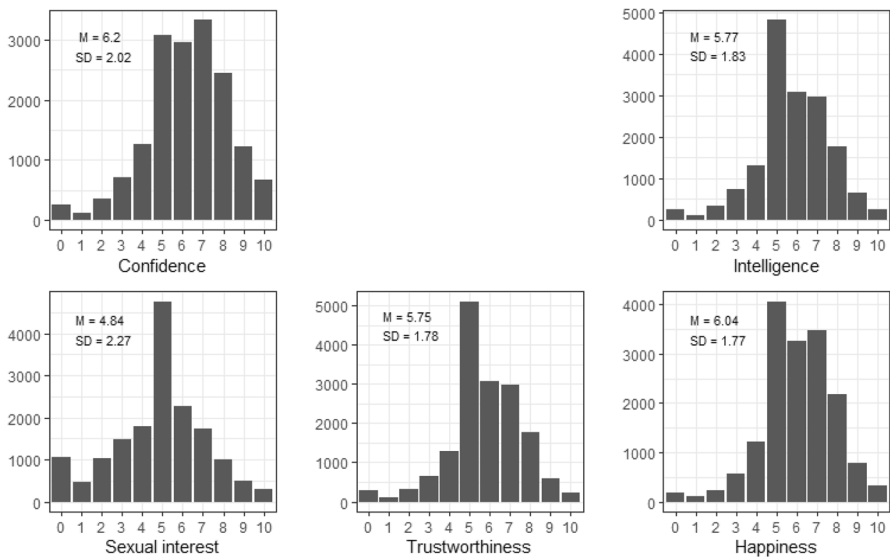 3000
2000
1000
0
M = 6.2
SD = 2.02
0 1 2 3 4 5 6 7 8 9 10
Confidence
5000
4000
3000
2000
1000
0
M = 5.77
SD = 1.83
0 1 2 3 4 5 6 7 8 9 10
Intelligence
4000
3000
2000
1000
0
M = 4.84
SD = 2.27
0 1 2 3 4 5 6 7 8 9 10
Sexual interest
5000
4000
3000
2000
1000
0
M = 5.75
SD = 1.78
0 1 2 3 4 5 6 7 8 9 10
Trustworthiness
4000
3000
2000
1000
0
M = 6.04
SD = 1.77
0 1 2 3 4 5 6 7 8 9 10
Happiness